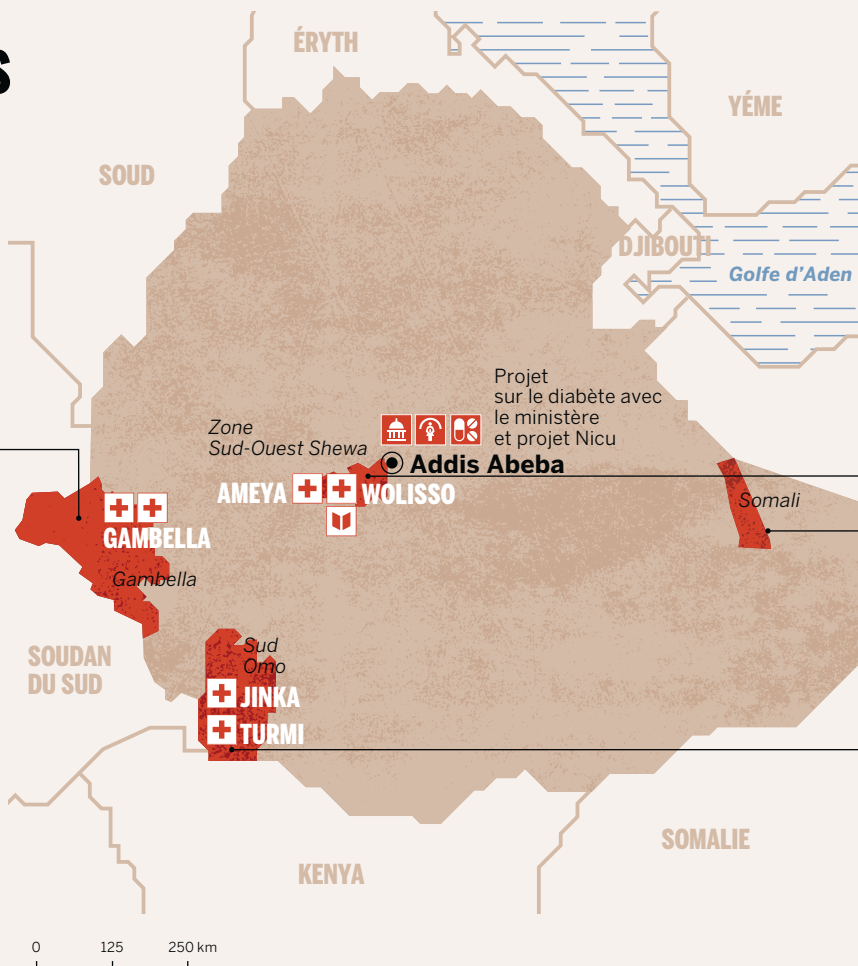 S
ÉRYTH
YÉME
SOUD
DJIBOUTI
Golfe d'Aden
Projet
sur le diabète avec
le ministère
et projet Nicu
Zone
Sud-Ouest Shewa
Addis Abeba
AMEYA
WOLISSO
Somali
GAMBELLA
Gambella
Sud
Omo
SOUDAN
DU SUD
JINKA
TURMI
SOMALIE
KENYA
0 125 250 km